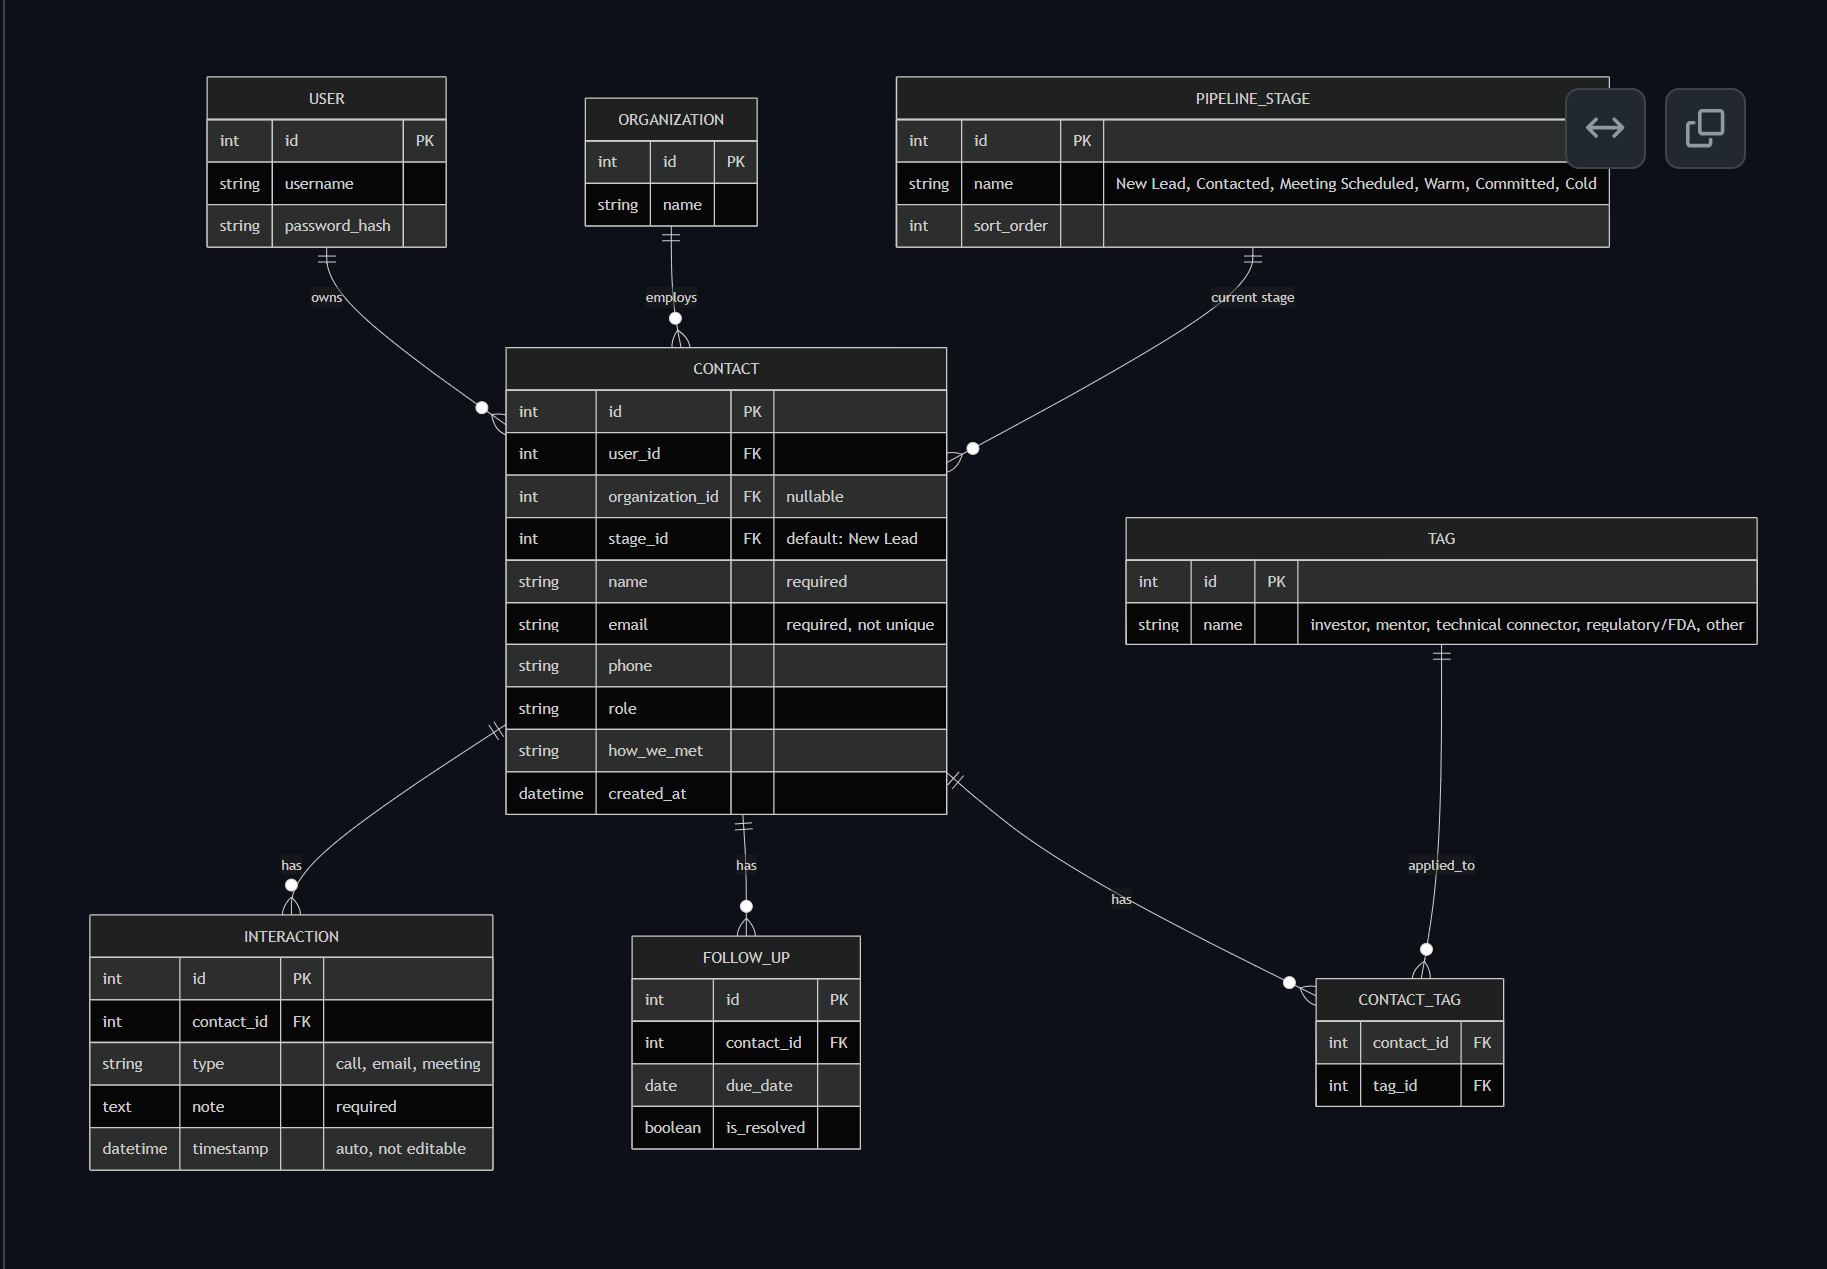 USER
int id PK
string username
string password_hash
ORGANIZATION
int id PK
string name
PIPELINE_STAGE
int id PK
string name New Lead, Contacted, Meeting Scheduled, Warm, Committed, Cold
int sort_order
owns
employs
current stage
CONTACT
int id PK
int user_id FK
int organization_id FK nullable
int stage_id FK default: New Lead
string name required
string email required, not unique
string phone
string role
string how_we_met
datetime created_at
TAG
int id PK
string name investor, mentor, technical connector, regulatory/FDA, other
has
has
has
applied_to
INTERACTION
int id PK
int contact_id FK
string type call, email, meeting
text note required
datetime timestamp auto, not editable
FOLLOW_UP
int id PK
int contact_id FK
date due_date
boolean is_resolved
CONTACT_TAG
int contact_id FK
int tag_id FK